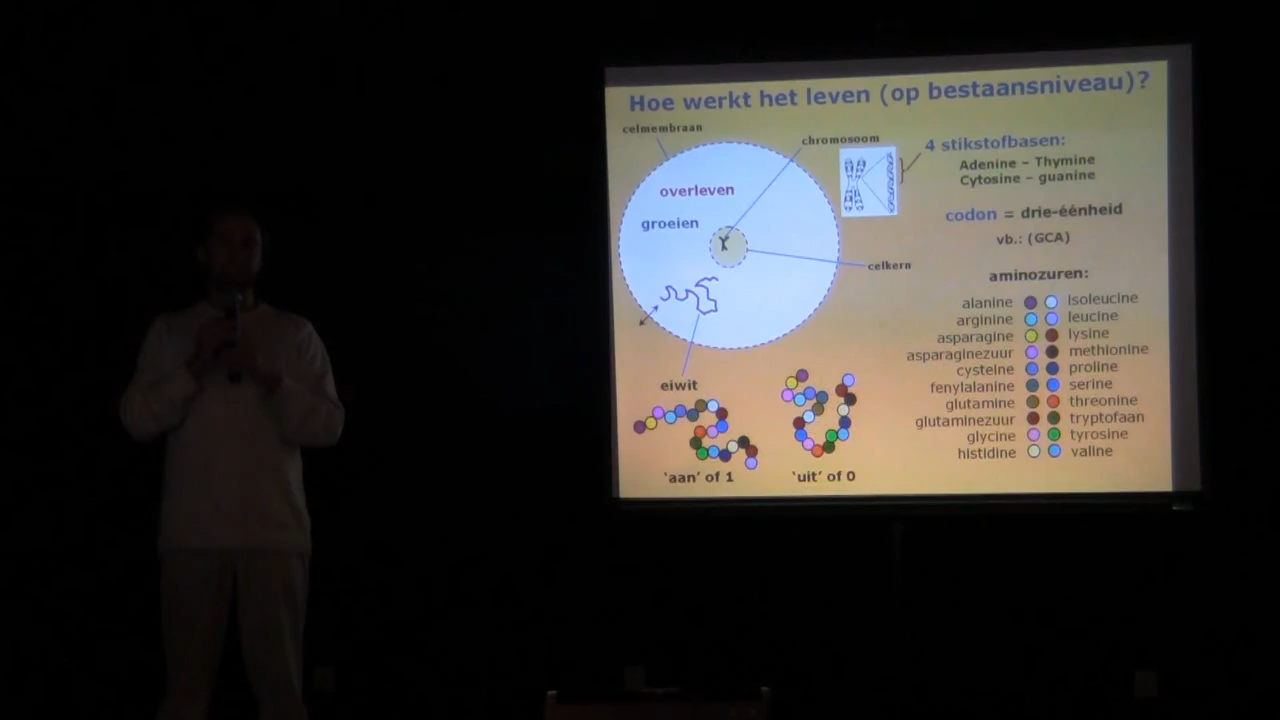 Hoe werkt het leven (op bestaansniveau)?
celmembraan
chromosoom
4 stikstofbasen:
Adenine – Thymine
Cytosine – guanine
overleven
groeien
codon = drie-éénheid
vb.: (GCA)
celkern
aminozuren:
alanine isoleucine
arginine leucine
asparagine lysine
asparaginezuur methionine
cysteine proline
fenylalanine serine
glutamine threonine
glutaminezuur tryptofaan
glycine tyrosine
histidine valine
eiwit
‘aan’ of 1
‘uit’ of 0